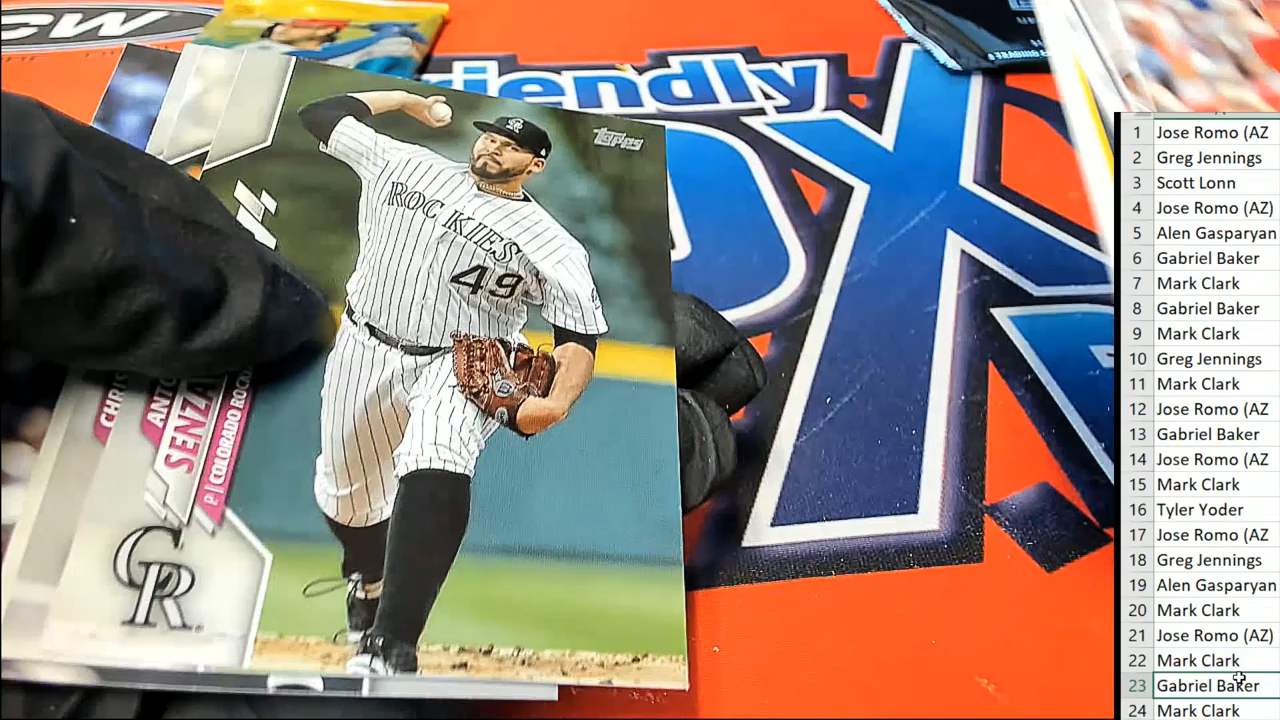 CW
iendly
TOPPS
ROCKIES
49
CHRIS
SENZA
P | COLORADO ROC
CR
1 Jose Romo (AZ
2 Greg Jennings
3 Scott Lonn
4 Jose Romo (AZ)
5 Alen Gasparyan
6 Gabriel Baker
7 Mark Clark
8 Gabriel Baker
9 Mark Clark
10 Greg Jennings
11 Mark Clark
12 Jose Romo (AZ
13 Gabriel Baker
14 Jose Romo (AZ
15 Mark Clark
16 Tyler Yoder
17 Jose Romo (AZ
18 Greg Jennings
19 Alen Gasparyan
20 Mark Clark
21 Jose Romo (AZ)
22 Mark Clark
23 Gabriel Baker
24 Mark Clark